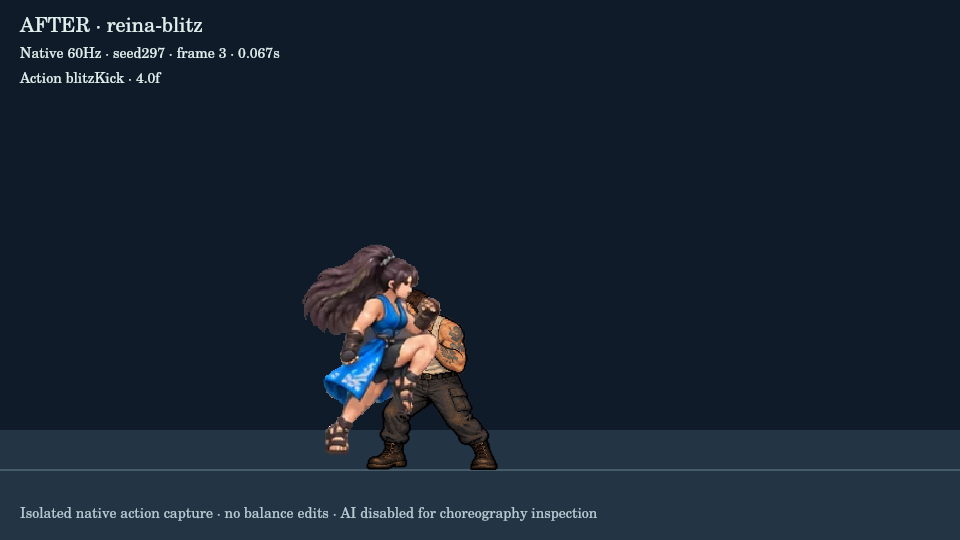 AFTER · reina-blitz
Native 60Hz · seed297 · frame 3 · 0.067s
Action blitzKick · 4.0f
Isolated native action capture · no balance edits · AI disabled for choreography inspection